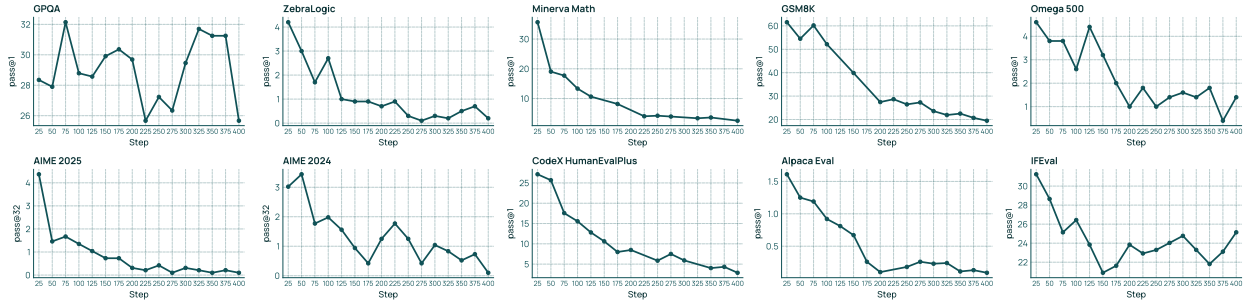 GPQA
32
30
28
26
pass@1
25 50 75 100 125 150 175 200 225 250 275 300 325 350 375 400
Step
ZebraLogic
4
3
2
1
0
pass@1
25 50 75 100 125 150 175 200 225 250 275 300 325 350 375 400
Step
Minerva Math
30
20
10
pass@1
25 50 75 100 125 150 175 200 225 250 275 300 325 350 375 400
Step
GSM8K
60
50
40
30
20
pass@1
25 50 75 100 125 150 175 200 225 250 275 300 325 350 375 400
Step
Omega 500
4
3
2
1
pass@1
25 50 75 100 125 150 175 200 225 250 275 300 325 350 375 400
Step
AIME 2025
4
3
2
1
0
pass@32
25 50 75 100 125 150 175 200 225 250 275 300 325 350 375 400
Step
AIME 2024
3
2
1
0
pass@32
25 50 75 100 125 150 175 200 225 250 275 300 325 350 375 400
Step
CodeX HumanEvalPlus
25
20
15
10
5
pass@1
25 50 75 100 125 150 175 200 225 250 275 300 325 350 375 400
Step
Alpaca Eval
1.5
1.0
0.5
pass@1
25 50 75 100 125 150 175 200 225 250 275 300 325 350 375 400
Step
IFEval
30
28
26
24
22
pass@1
25 50 75 100 125 150 175 200 225 250 275 300 325 350 375 400
Step